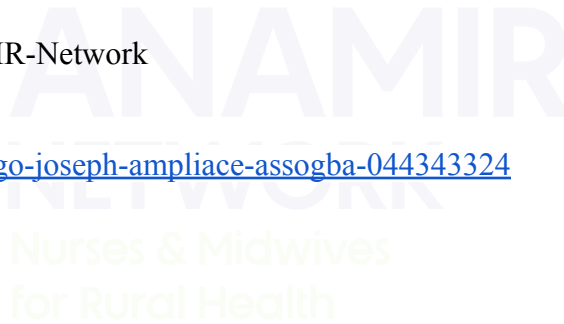 IR-Network
ANAMIR
go-joseph-ampliace-assogba-044343324
NETWORK
Nurses & Midwives
for Rural Health